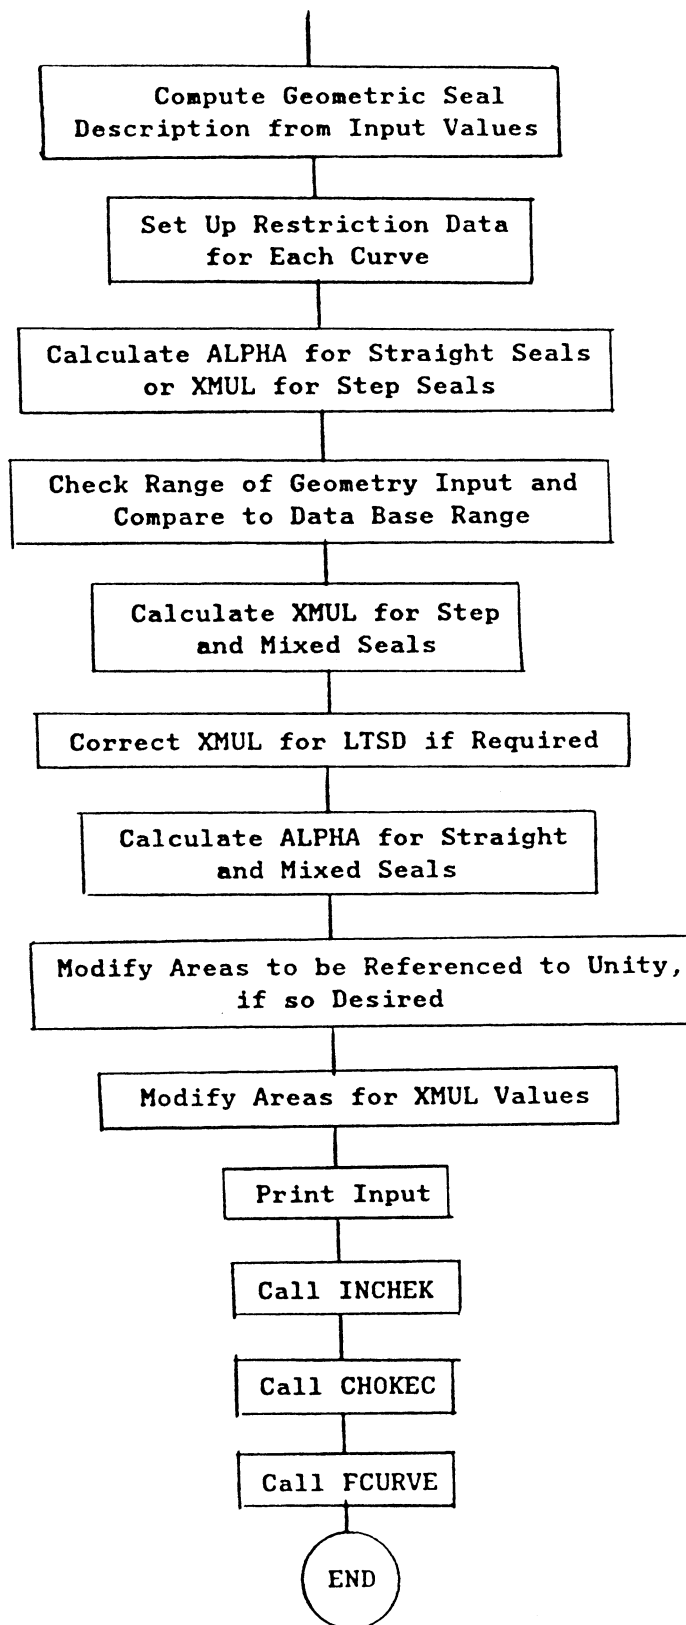 Compute Geometric Seal
Description from Input Values
Set Up Restriction Data
for Each Curve
Calculate ALPHA for Straight Seals
or XMUL for Step Seals
Check Range of Geometry Input and
Compare to Data Base Range
Calculate XMUL for Step
and Mixed Seals
Correct XMUL for LTSD if Required
Calculate ALPHA for Straight
and Mixed Seals
Modify Areas to be Referenced to Unity,
if so Desired
Modify Areas for XMUL Values
Print Input
Call INCHEK
Call CHOKEC
Call FCURVE
END